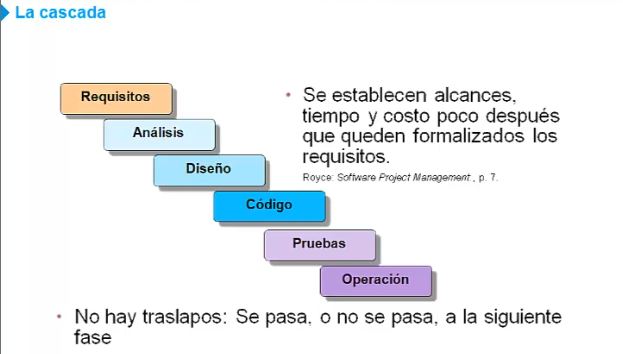 La cascada
Requisitos
Análisis
Diseño
Código
Pruebas
Operación
• Se establecen alcances,
tiempo y costo poco después
que queden formalizados los
requisitos.
Royce: Software Project Management., p. 7.
• No hay traslapos: Se pasa, o no se pasa, a la siguiente
fase